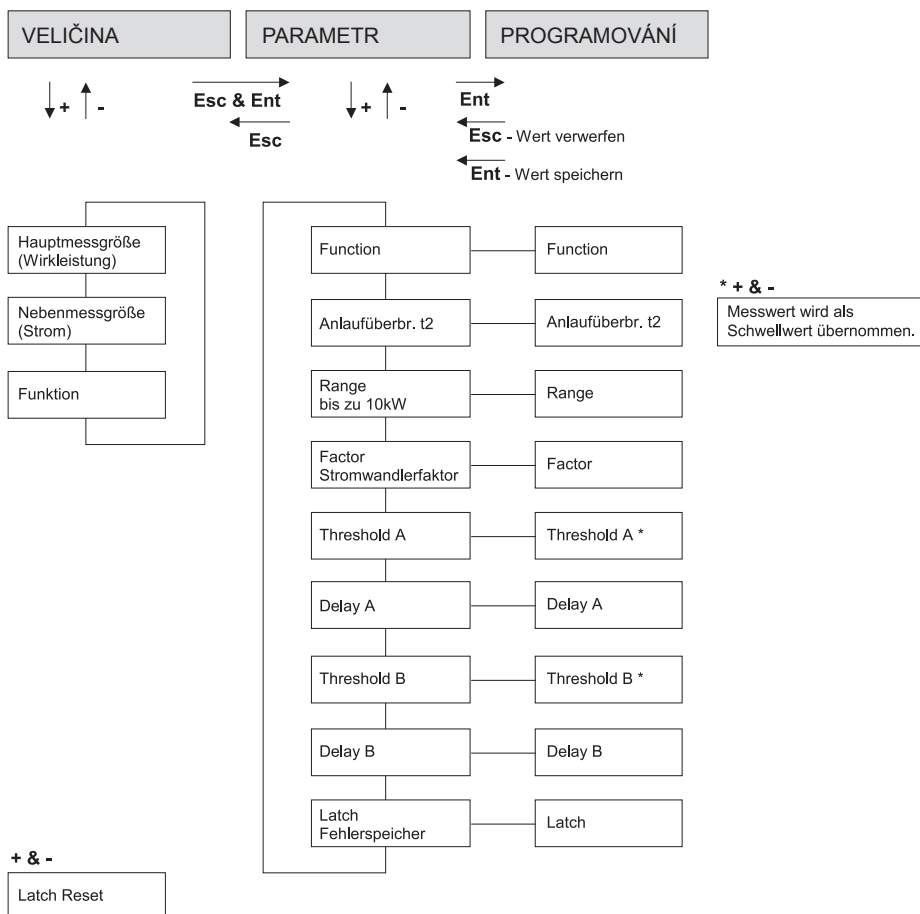 VELIČINA
PARAMETR
PROGRAMOVÁNÍ
+ -
Esc & Ent
Esc
+ -
Ent
Esc - Wert verwerfen
Ent - Wert speichern
Hauptmessgröße
(Wirkleistung)
Nebenmessgröße
(Strom)
Funktion
Function
Function
Anlaufüberbr. t2
Anlaufüberbr. t2
* + & -
Messwert wird als
Schwellwert übernommen.
Range
bis zu 10kW
Range
Factor
Stromwandlerfaktor
Factor
Threshold A
Threshold A *
Delay A
Delay A
Threshold B
Threshold B *
Delay B
Delay B
Latch
Fehlerspeicher
Latch
+ & -
Latch Reset